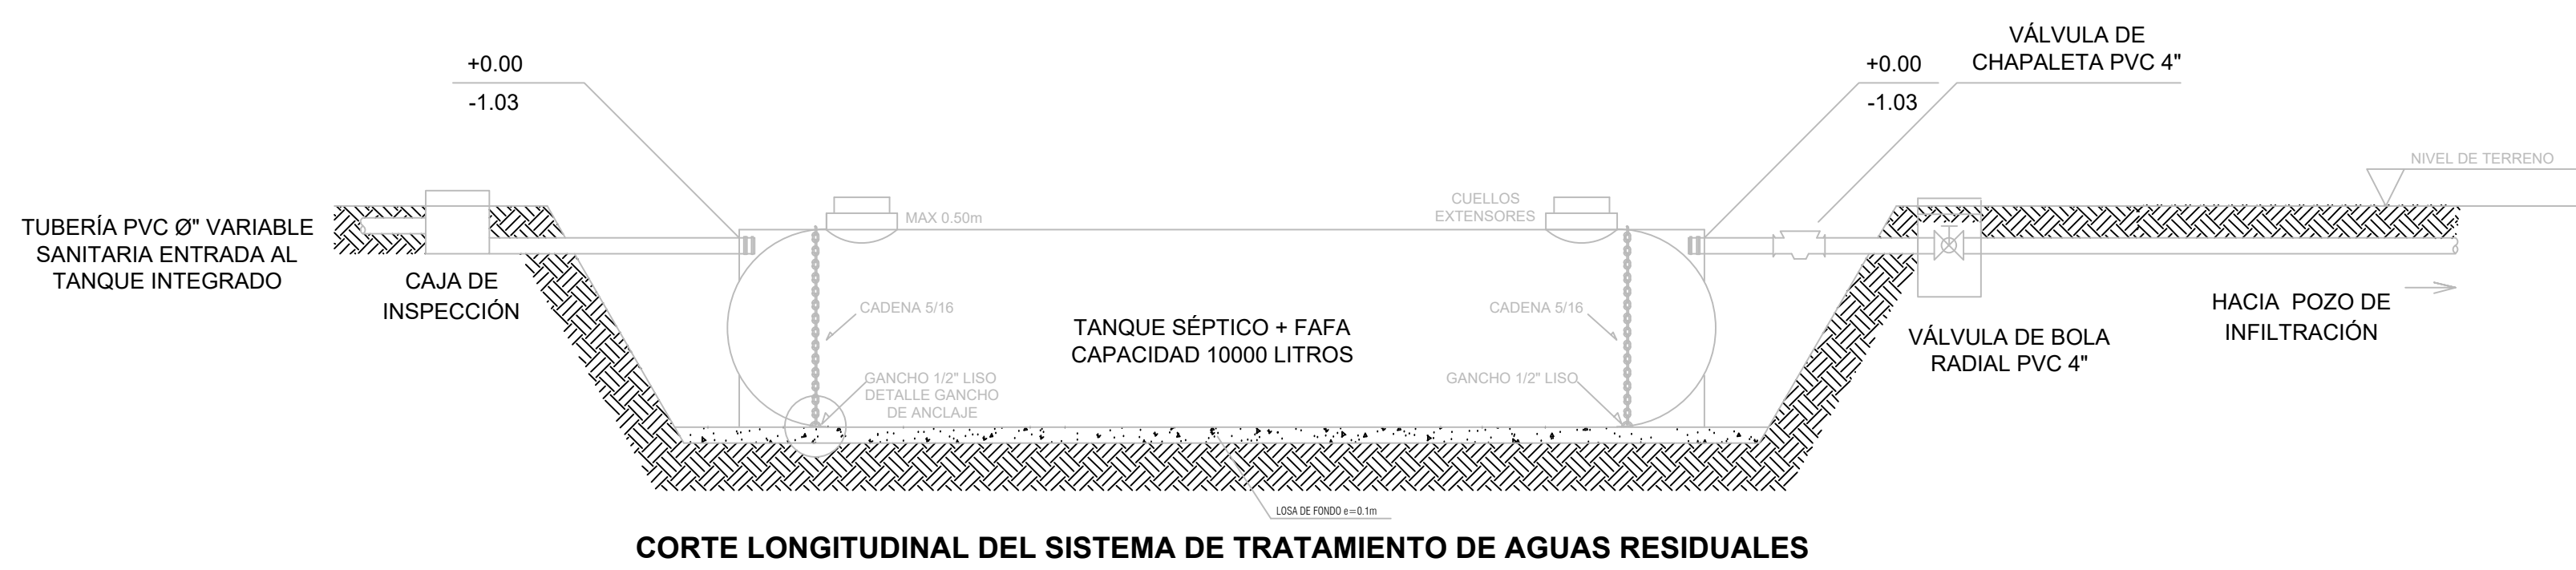 VÁLVULA DE
CHAPALETA PVC 4"
+0.00
-1.03
+0.00
-1.03
NIVEL DE TERRENO
CUELLOS
EXTENSORES
MAX 0.50m
TUBERÍA PVC Ø" VARIABLE
SANITARIA ENTRADA AL
TANQUE INTEGRADO
CAJA DE
INSPECCIÓN
CADENA 5/16
CADENA 5/16
TANQUE SÉPTICO + FAFA
CAPACIDAD 10000 LITROS
HACIA POZO DE
INFILTRACIÓN
VÁLVULA DE BOLA
RADIAL PVC 4"
GANCHO 1/2" LISO
DETALLE GANCHO
DE ANCLAJE
GANCHO 1/2" LISO
LOSA DE FONDO e=0.1m
CORTE LONGITUDINAL DEL SISTEMA DE TRATAMIENTO DE AGUAS RESIDUALES